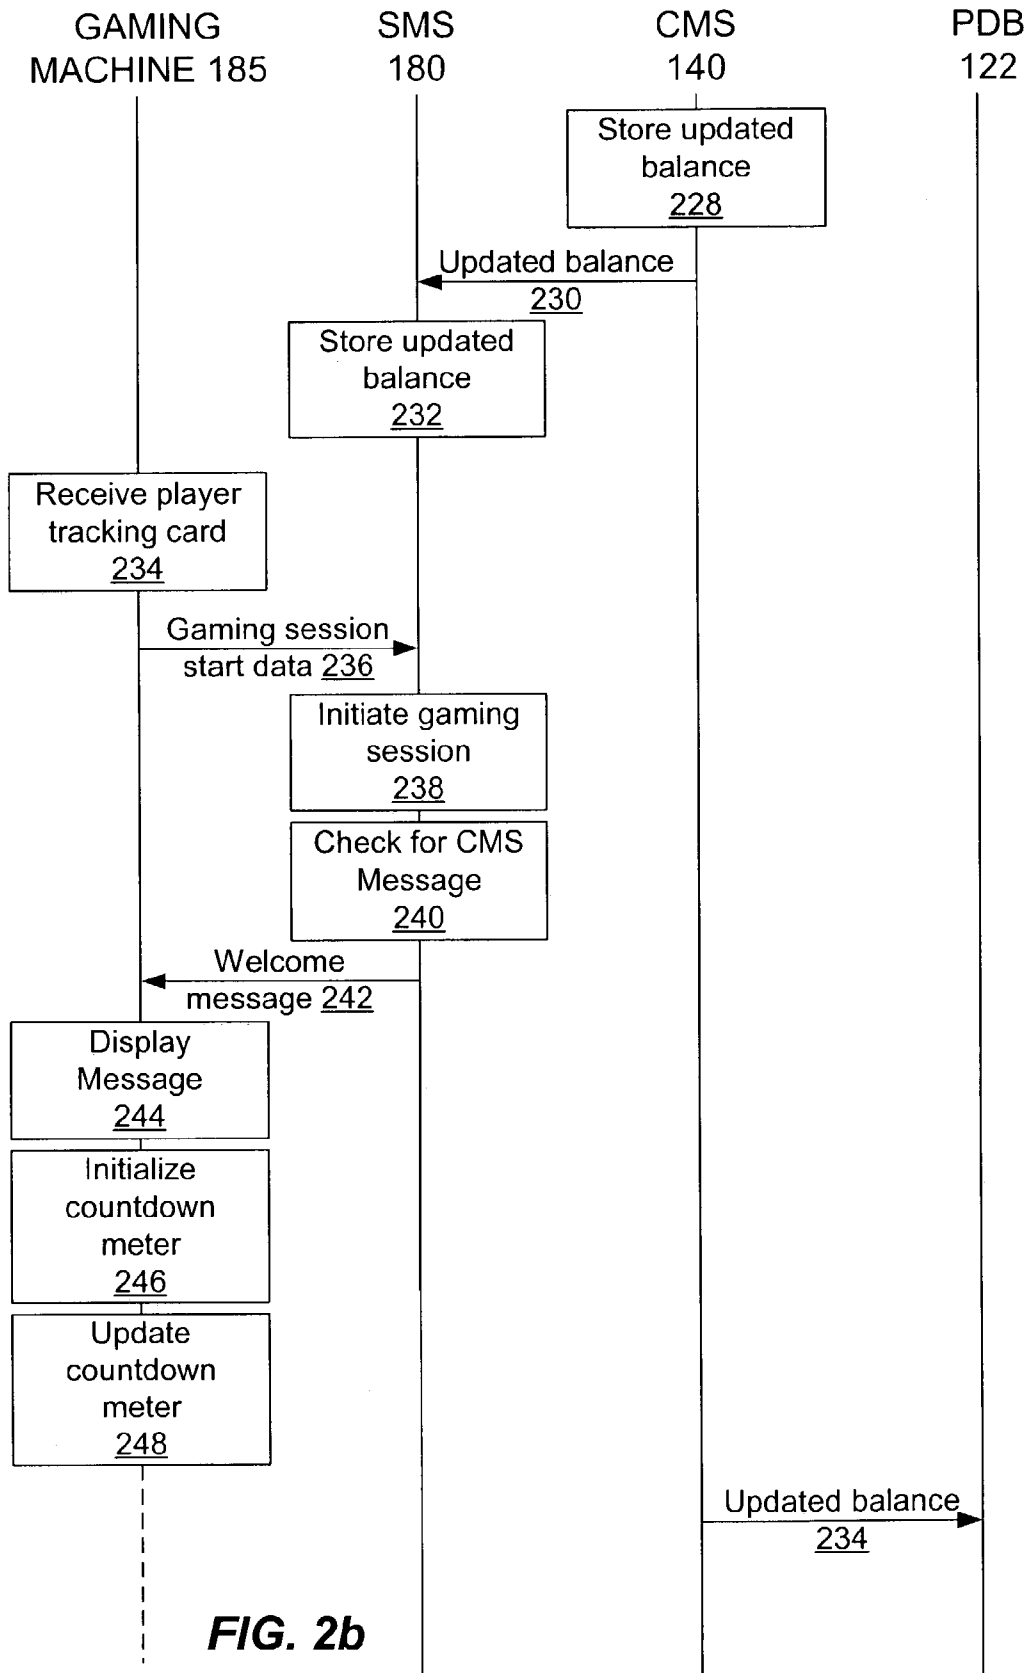 GAMING
MACHINE 185
SMS
180
CMS
140
PDB
122
Store updated
balance
228
Updated balance
230
Store updated
balance
232
Receive player
tracking card
234
Gaming session
start data 236
Initiate gaming
session
238
Check for CMS
Message
240
Welcome
message 242
Display
Message
244
Initialize
countdown
meter
246
Update
countdown
meter
248
Updated balance
234
FIG. 2b